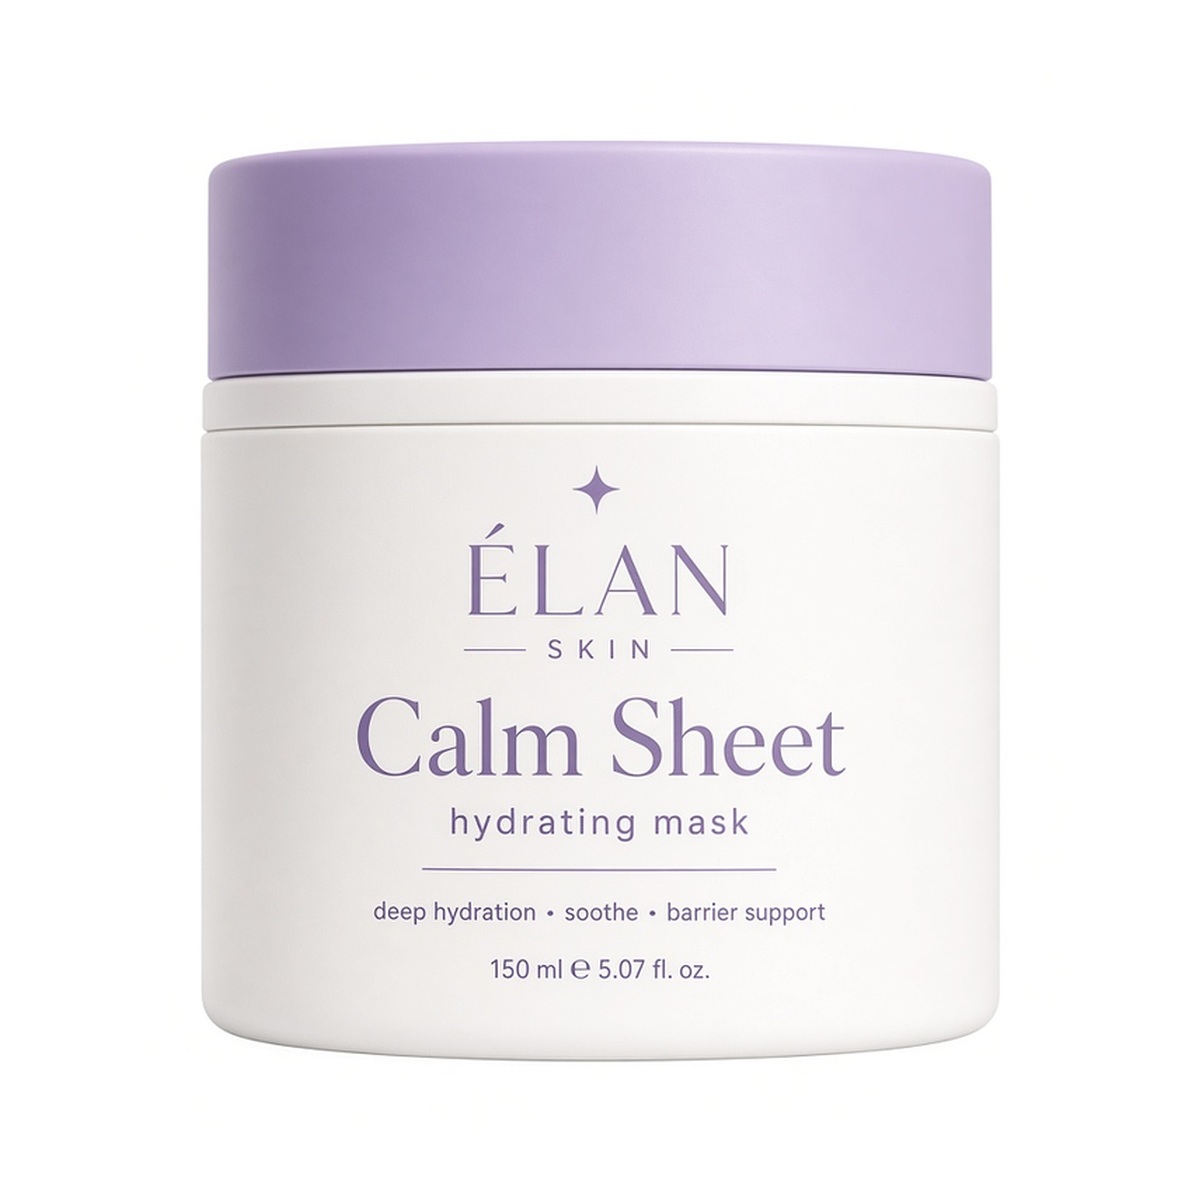 ÉLAN
SKIN
Calm Sheet
hydrating mask
deep hydration • soothe • barrier support
150 ml ℮ 5.07 fl. oz.